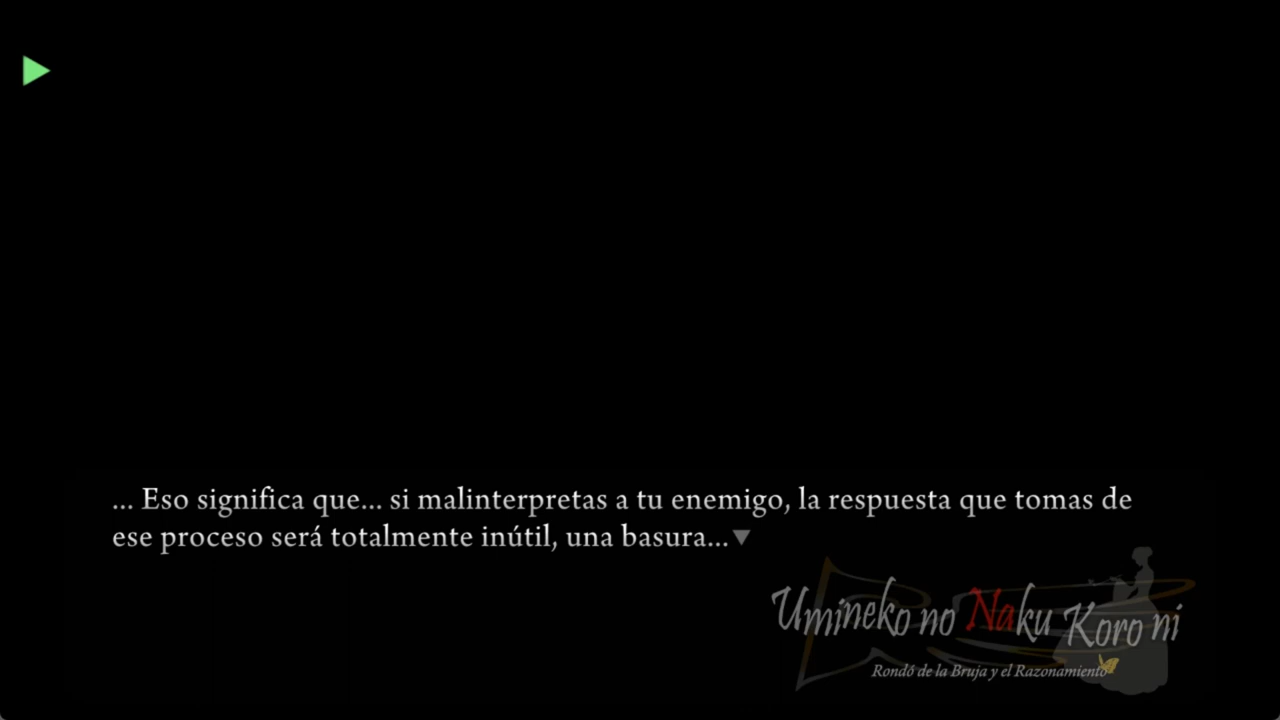 ... Eso significa que... si malinterpretas a tu enemigo, la respuesta que tomas de
ese proceso será totalmente inútil, una basura...
Umineko no Naku Koro ni
Rondó de la Bruja y el Razonamiento